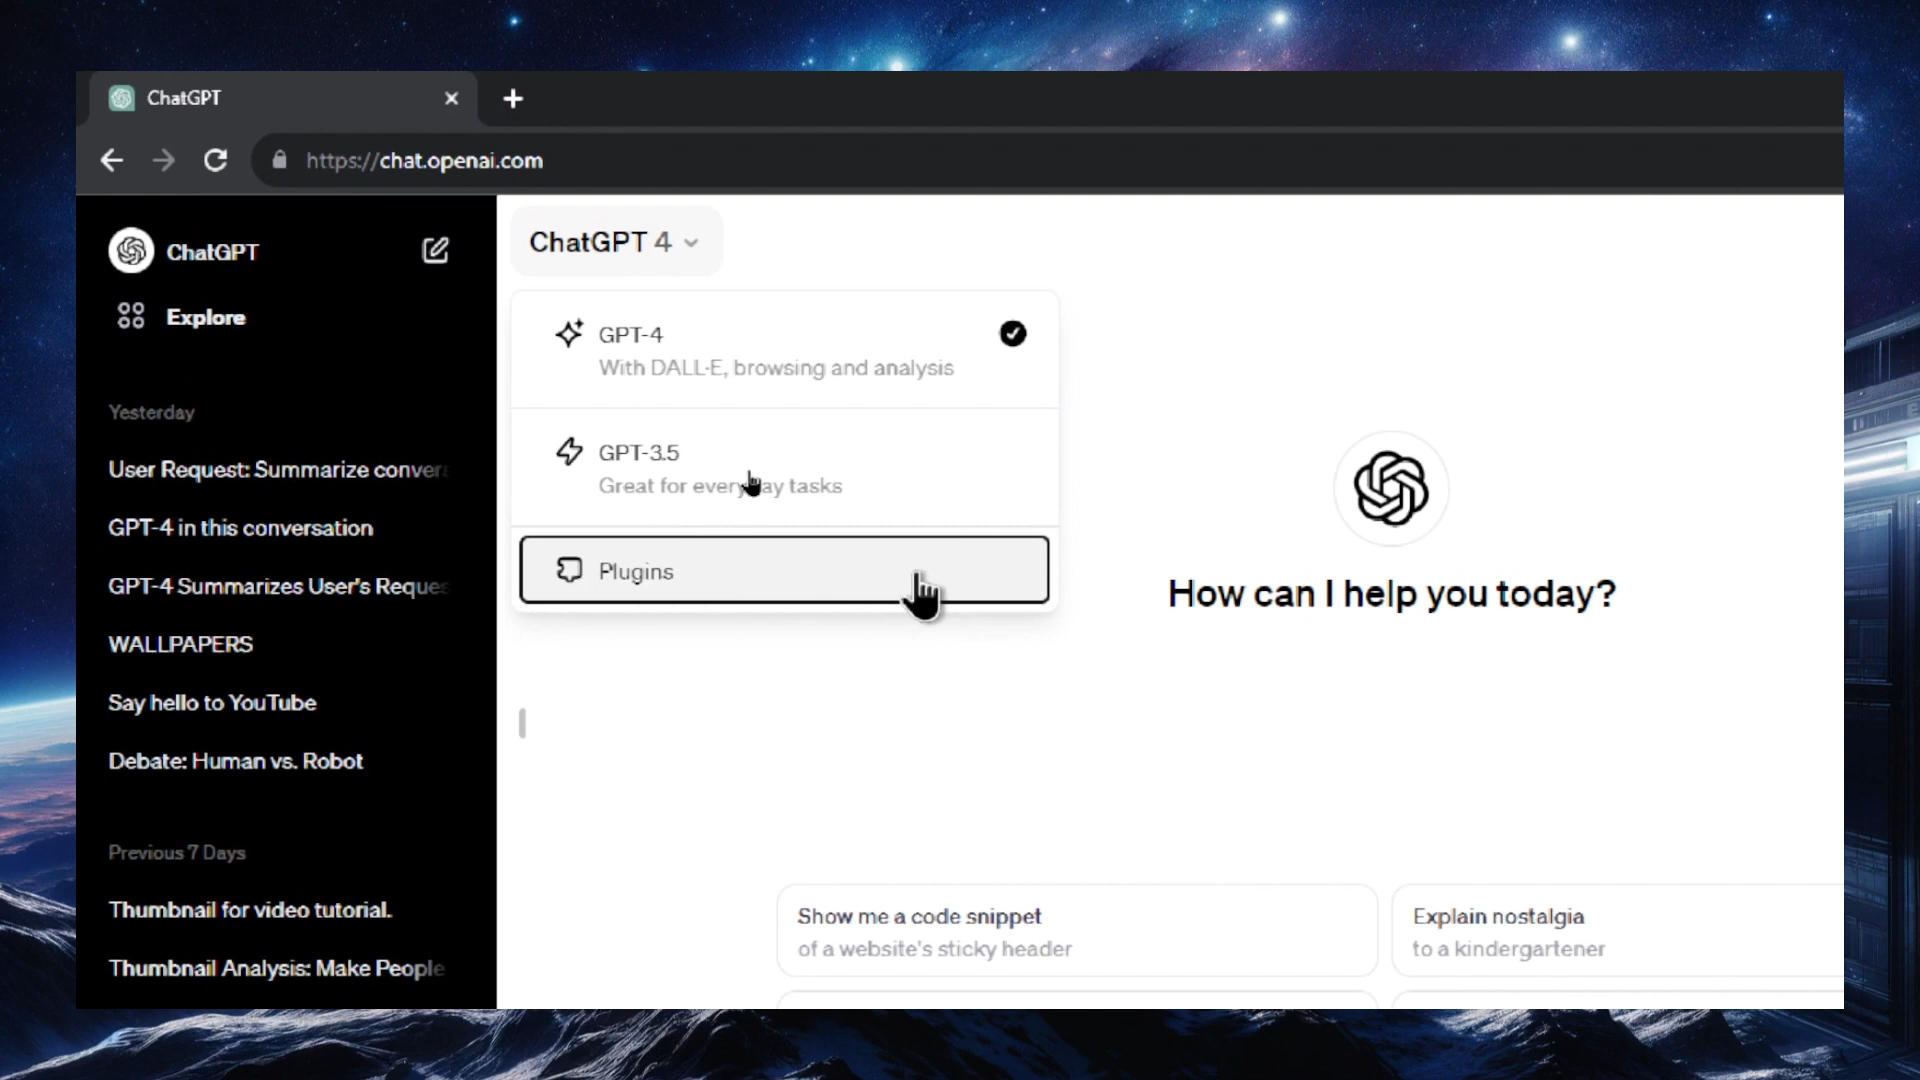 ChatGPT
https://chat.openai.com
ChatGPT
Explore
Yesterday
User Request: Summarize conver
GPT-4 in this conversation
GPT-4 Summarizes User's Reques
WALLPAPERS
Say hello to YouTube
Debate: Human vs. Robot
Previous 7 Days
Thumbnail for video tutorial.
Thumbnail Analysis: Make People
ChatGPT 4
GPT-4
With DALL·E, browsing and analysis
GPT-3.5
Great for everyday tasks
Plugins
How can I help you today?
Show me a code snippet
of a website's sticky header
Explain nostalgia
to a kindergartener